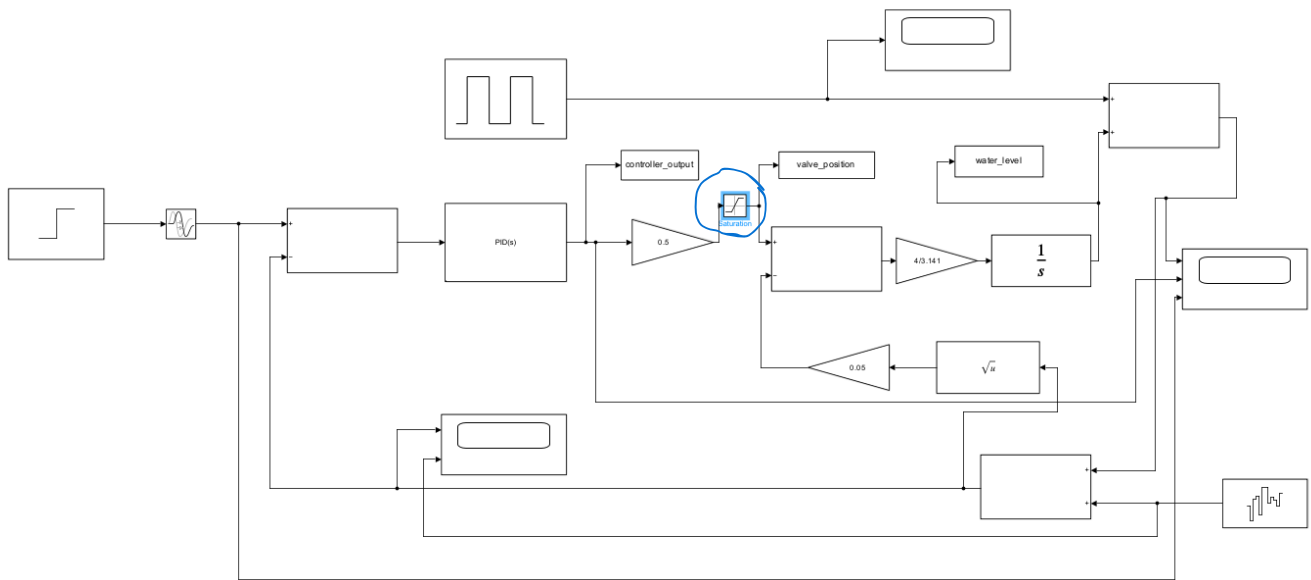 controller_output
valve_position
water_level
Saturation
PID(s)
0.5
4/3.141
1
s
0.05
√u
+
−
+
−
+
+
+
+